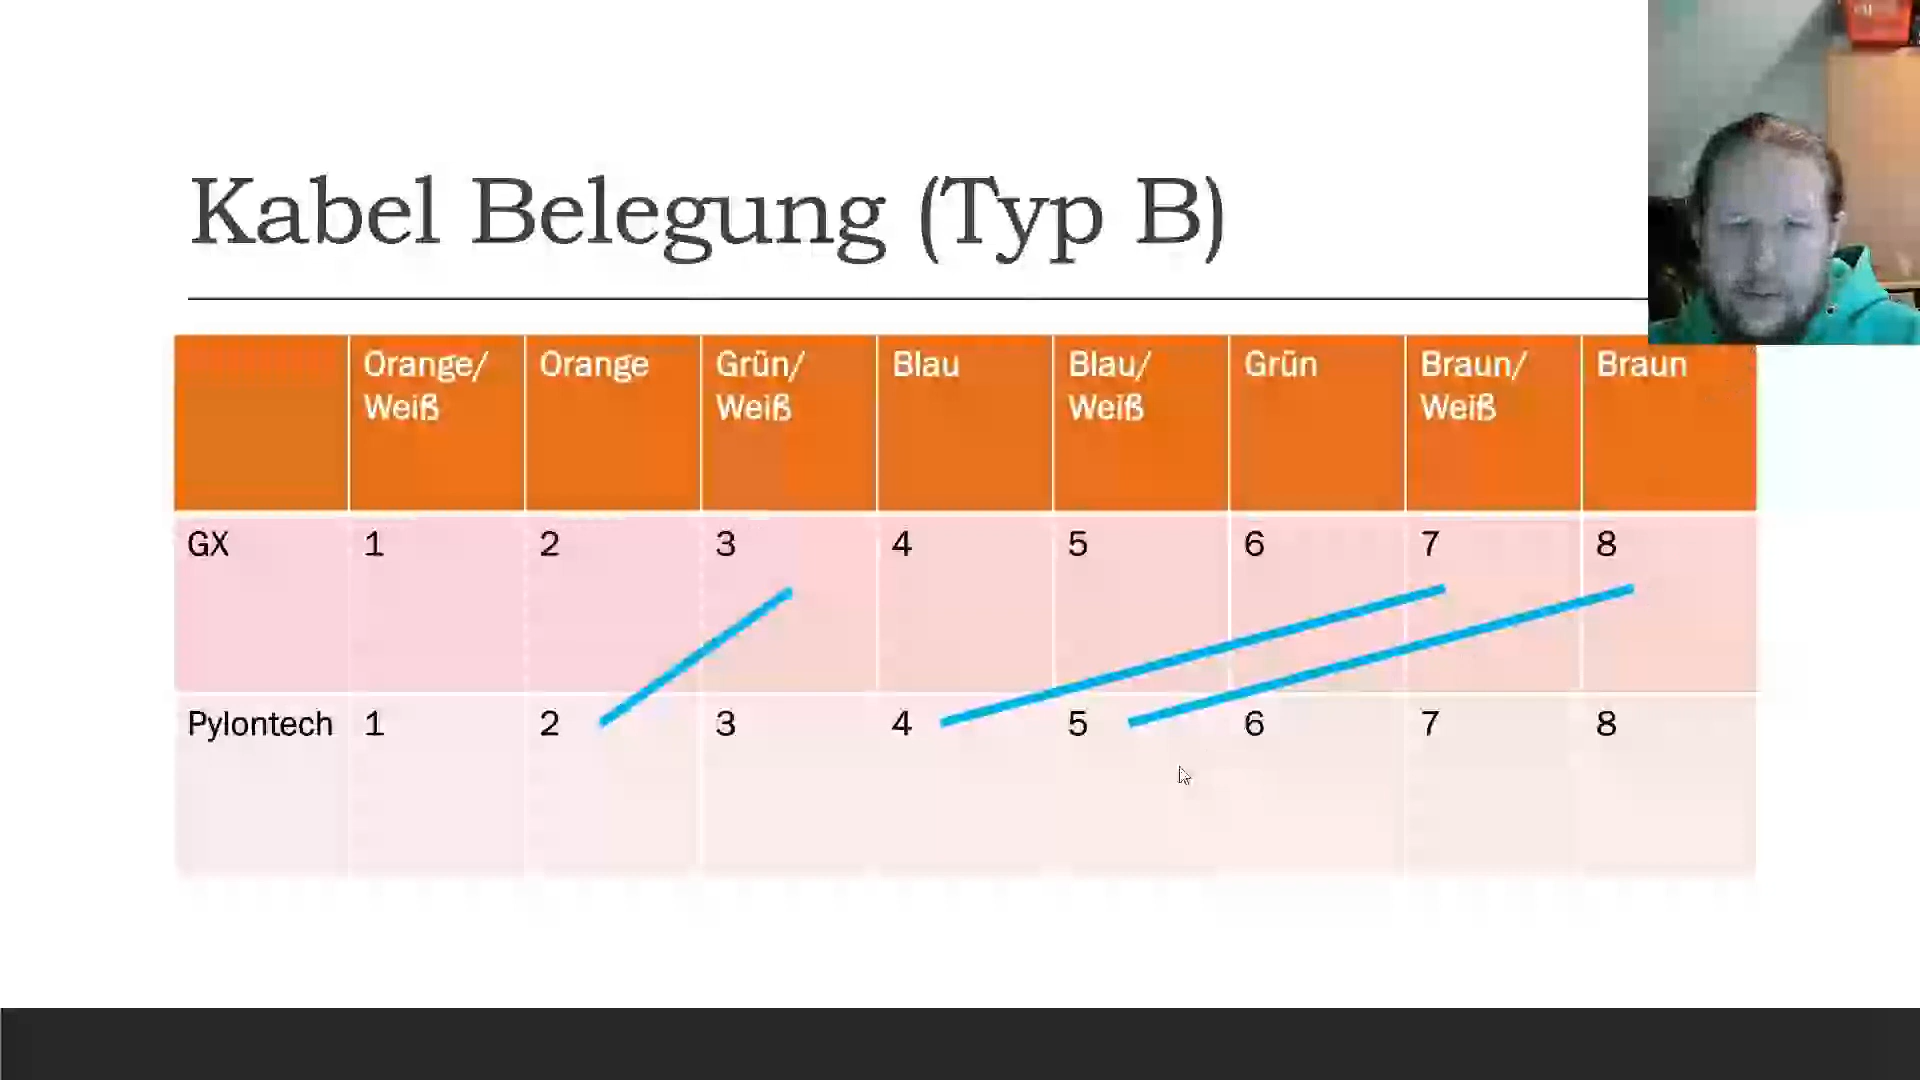 Kabel Belegung (Typ B)
Orange/
Weiß
Orange
Grün/
Weiß
Blau
Blau/
Weiß
Grün
Braun/
Weiß
Braun
GX 1 2 3 4 5 6 7 8
Pylontech 1 2 3 4 5 6 7 8